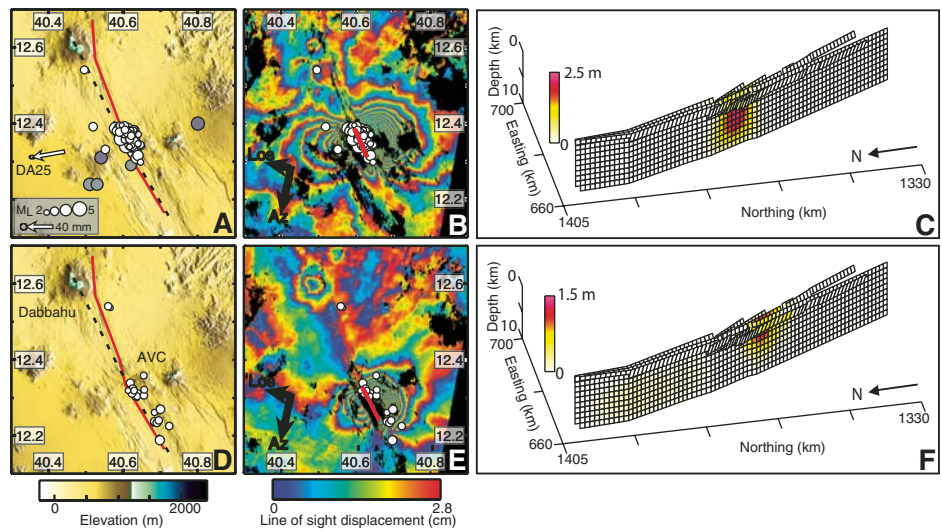 40.4 40.6
12.6
12.4
DA25
ML 2 5
40 mm
A
40.4 40.6
12.4
12.2
Los
Az
40.8
B
0
10
Depth (km)
2.5 m
0
700
Easting (km)
660
1405
Northing (km)
1330
N
C
40.4 40.6
12.6
Dabbahu
12.4
AVC
12.2
40.4 40.6
D
40.4 40.6
12.6
12.4
Los
Az
12.2
40.4 40.6 40.8
E
0
10
Depth (km)
1.5 m
0
700
Easting (km)
660
1405
Northing (km)
1330
N
F
0 2000
Elevation (m)
0 2.8
Line of sight displacement (cm)